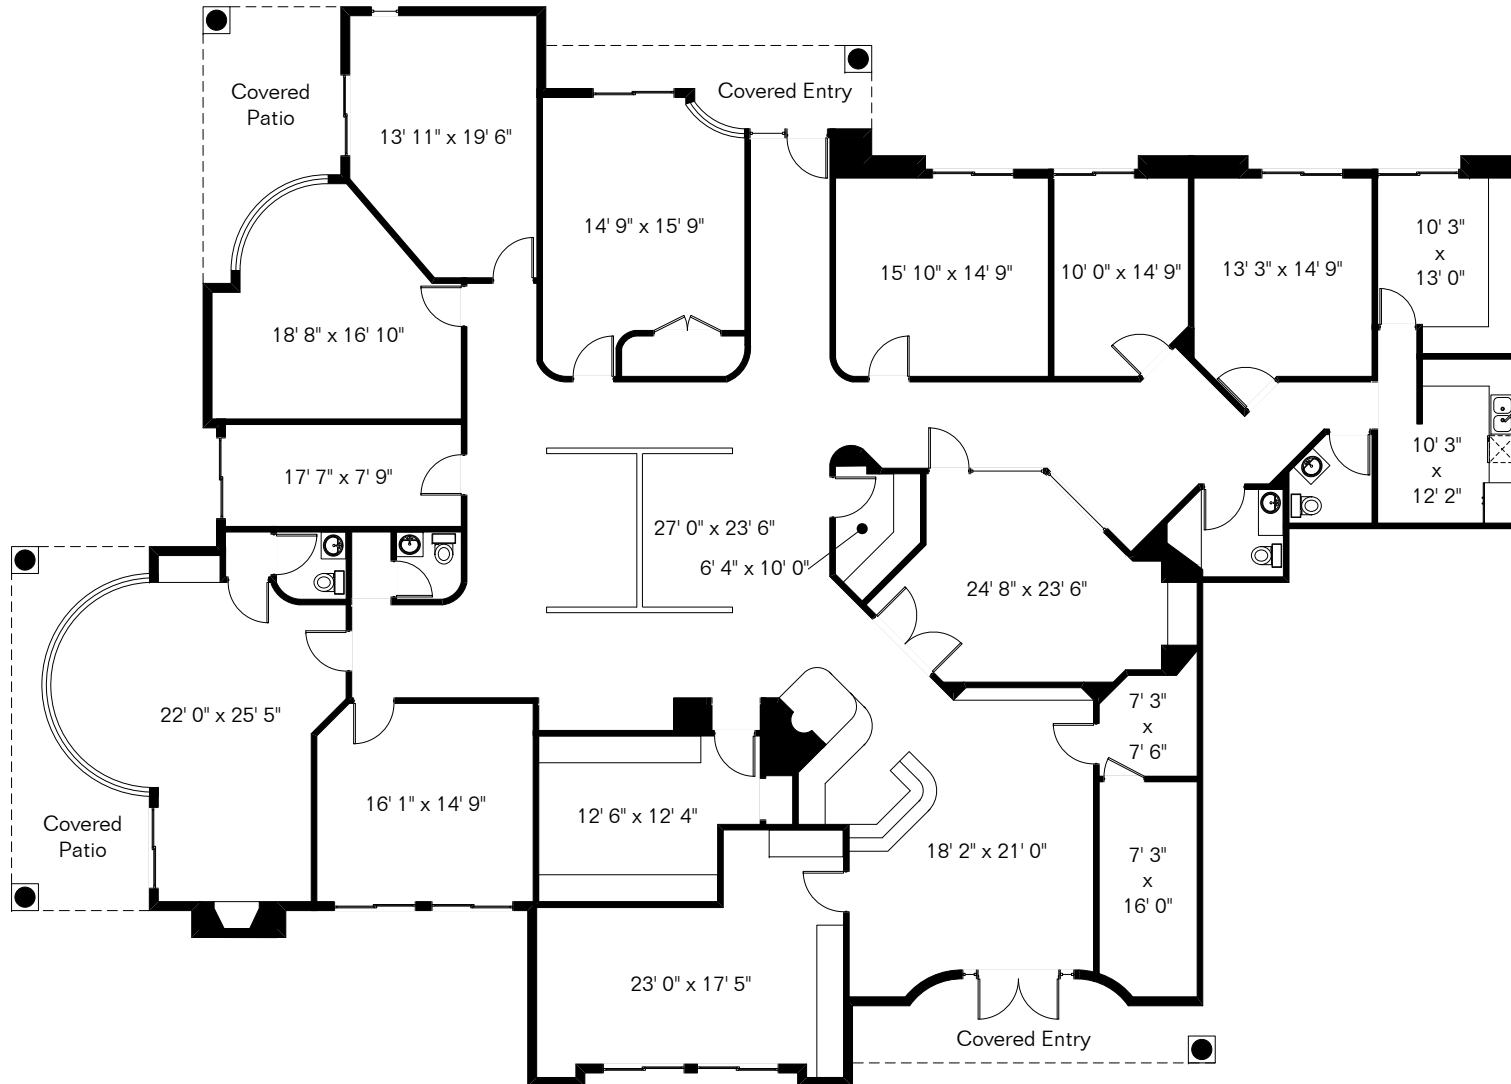 Covered
Patio
13' 11" x 19' 6"
Covered Entry
14' 9" x 15' 9"
15' 10" x 14' 9"
10' 0" x 14' 9"
13' 3" x 14' 9"
10' 3"
x
13' 0"
18' 8" x 16' 10"
17' 7" x 7' 9"
27' 0" x 23' 6"
6' 4" x 10' 0"
24' 8" x 23' 6"
10' 3"
x
12' 2"
22' 0" x 25' 5"
7' 3"
x
7' 6"
16' 1" x 14' 9"
12' 6" x 12' 4"
Covered
Patio
18' 2" x 21' 0"
7' 3"
x
16' 0"
23' 0" x 17' 5"
Covered Entry